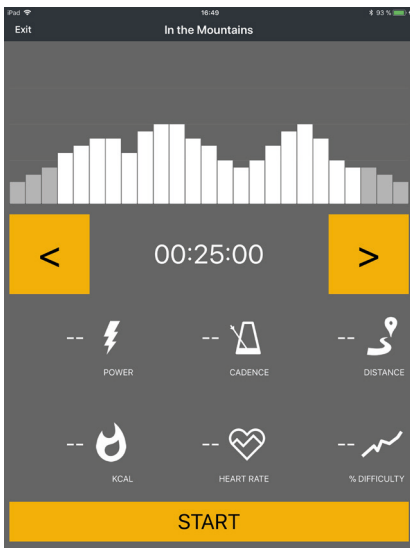 iPad 16:49 93 %
Exit In the Mountains
< 00:25:00 >
-- -- --
POWER CADENCE DISTANCE
-- -- --
KCAL HEART RATE % DIFFICULTY
START